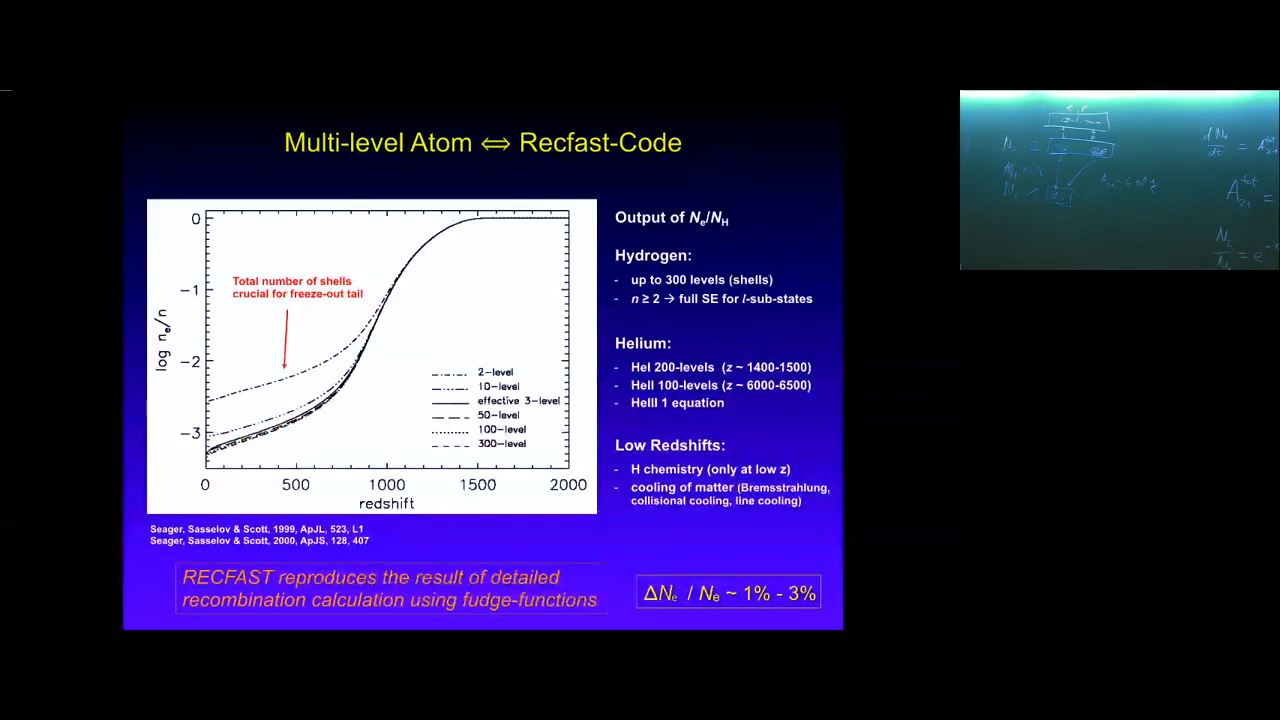 Multi-level Atom ⇔ Recfast-Code
0
−1
−2
−3
log nₑ/n
Total number of shells
crucial for freeze-out tail
2−level
10−level
effective 3−level
50−level
100−level
300−level
0 500 1000 1500 2000
redshift
Seager, Sasselov & Scott, 1999, ApJL, 523, L1
Seager, Sasselov & Scott, 2000, ApJS, 128, 407
Output of Nₑ/N_H
Hydrogen:
- up to 300 levels (shells)
- n ≥ 2 → full SE for l-sub-states
Helium:
- HeI 200-levels (z ~ 1400-1500)
- HeII 100-levels (z ~ 6000-6500)
- HeIII 1 equation
Low Redshifts:
- H chemistry (only at low z)
- cooling of matter (Bremsstrahlung,
collisional cooling, line cooling)
RECFAST reproduces the result of detailed
recombination calculation using fudge-functions
ΔNₑ / Nₑ ~ 1% - 3%
e, p